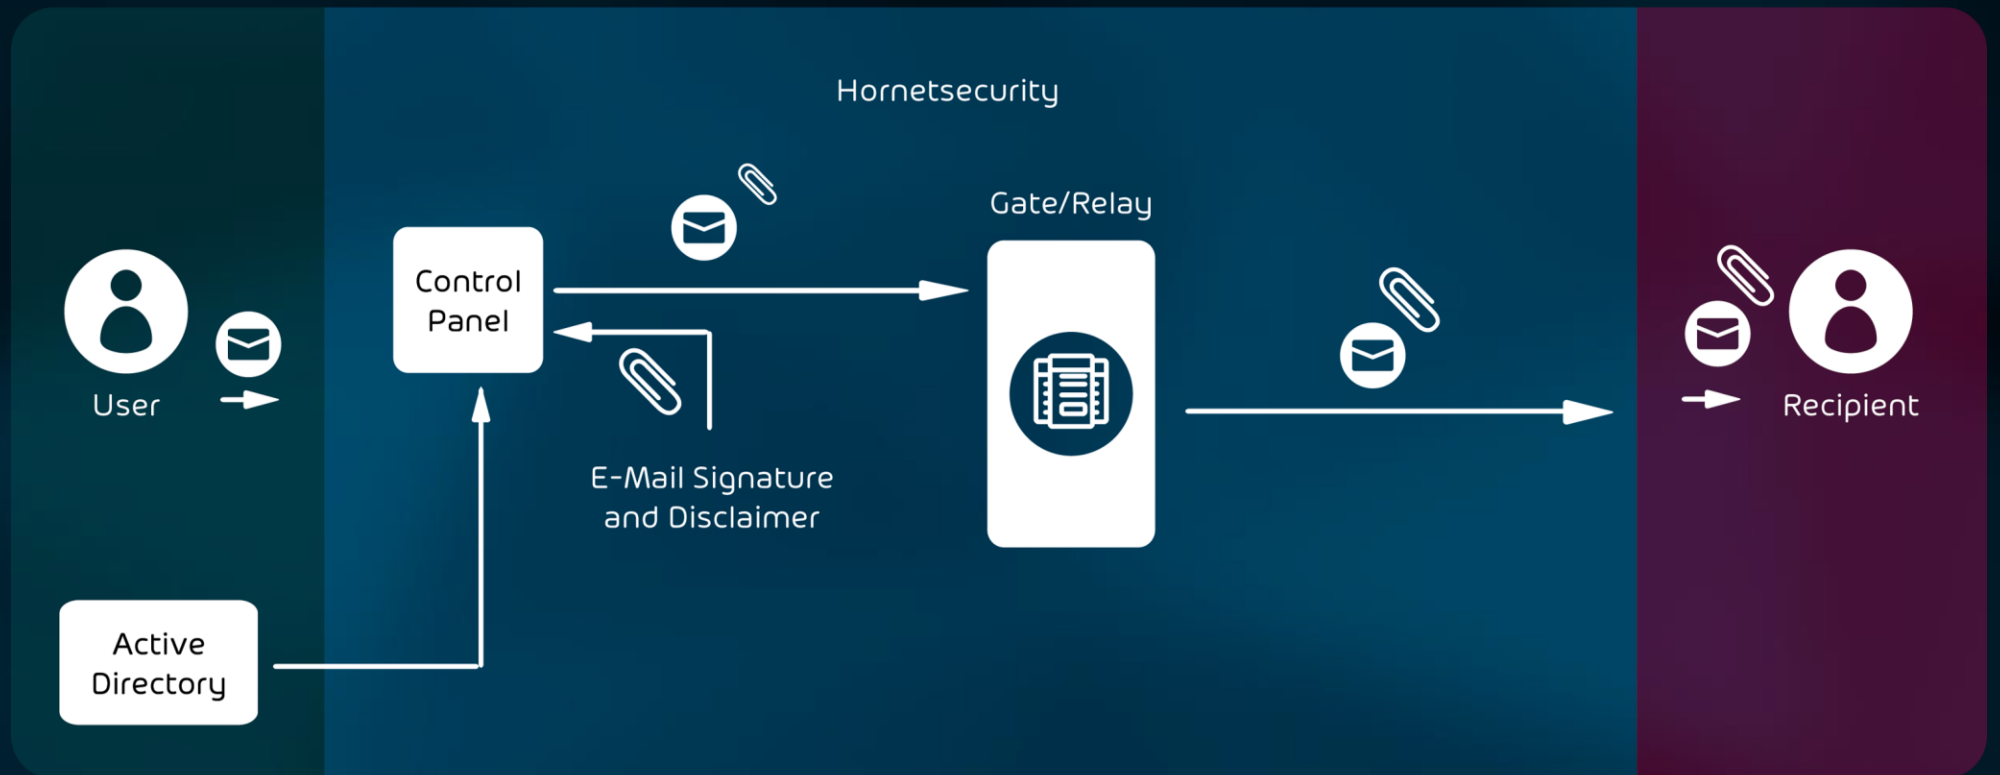 Hornetsecurity
Gate/Relay
Control
Panel
User
Recipient
E-Mail Signature
and Disclaimer
Active
Directory